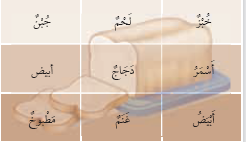 خُبْزٌ لَحْمٌ جُبْنٌ
أَسْمَرُ دَجَاجٌ أبيض
أَبْيَضُ غَنَمٌ مَطْبُوخٌ